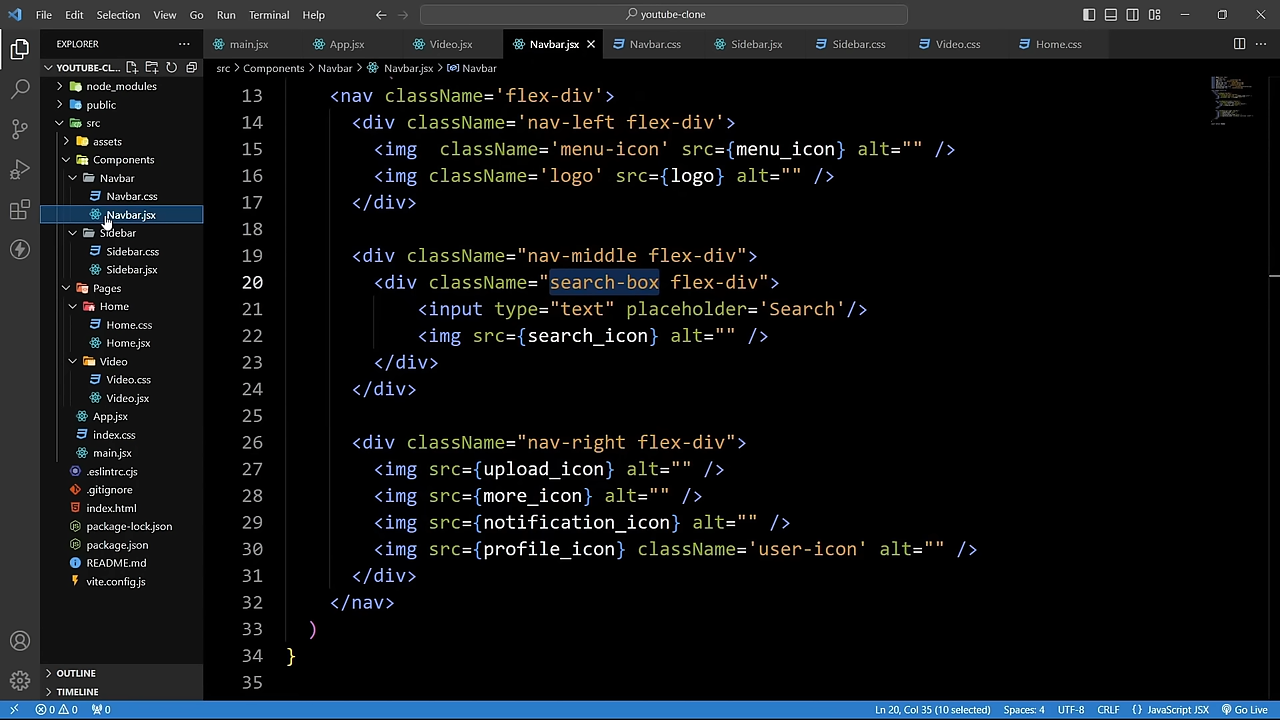 File Edit Selection View Go Run Terminal Help
youtube-clone
EXPLORER
main.jsx App.jsx Video.jsx Navbar.jsx Navbar.css Sidebar.jsx Sidebar.css Video.css Home.css
YOUTUBE-CL...
src > Components > Navbar > Navbar.jsx > Navbar
node_modules
public
src
assets
Components
Navbar
Navbar.css
Navbar.jsx
Sidebar
Sidebar.css
Sidebar.jsx
Pages
Home
Home.css
Home.jsx
Video
Video.css
Video.jsx
App.jsx
index.css
main.jsx
.eslintrc.cjs
.gitignore
index.html
package-lock.json
package.json
README.md
vite.config.js
OUTLINE
TIMELINE
13 <nav className='flex-div'>
14 <div className='nav-left flex-div'>
15 <img  className='menu-icon' src={menu_icon} alt="" />
16 <img className='logo' src={logo} alt="" />
17 </div>
18
19 <div className="nav-middle flex-div">
20 <div className="search-box flex-div">
21 <input type="text" placeholder='Search'/>
22 <img src={search_icon} alt="" />
23 </div>
24 </div>
25
26 <div className="nav-right flex-div">
27 <img src={upload_icon} alt="" />
28 <img src={more_icon} alt="" />
29 <img src={notification_icon} alt="" />
30 <img src={profile_icon} className='user-icon' alt="" />
31 </div>
32 </nav>
33 )
34 }
35
0 0 0 Ln 20, Col 35 (10 selected) Spaces: 4 UTF-8 CRLF {} JavaScript JSX Go Live